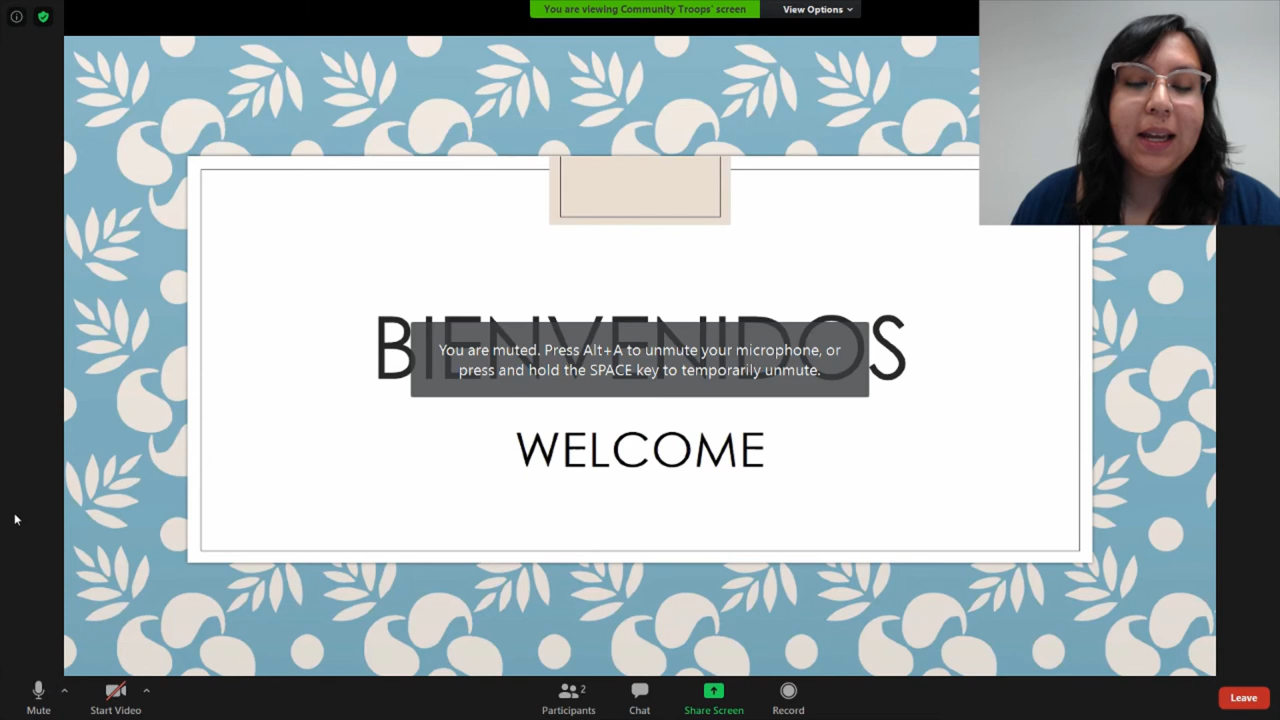 You are viewing Community Troops' screen
View Options
BIENVENIDOS
You are muted. Press Alt+A to unmute your microphone, or
press and hold the SPACE key to temporarily unmute.
WELCOME
Mute
Start Video
Participants
2
Chat
Share Screen
Record
Leave